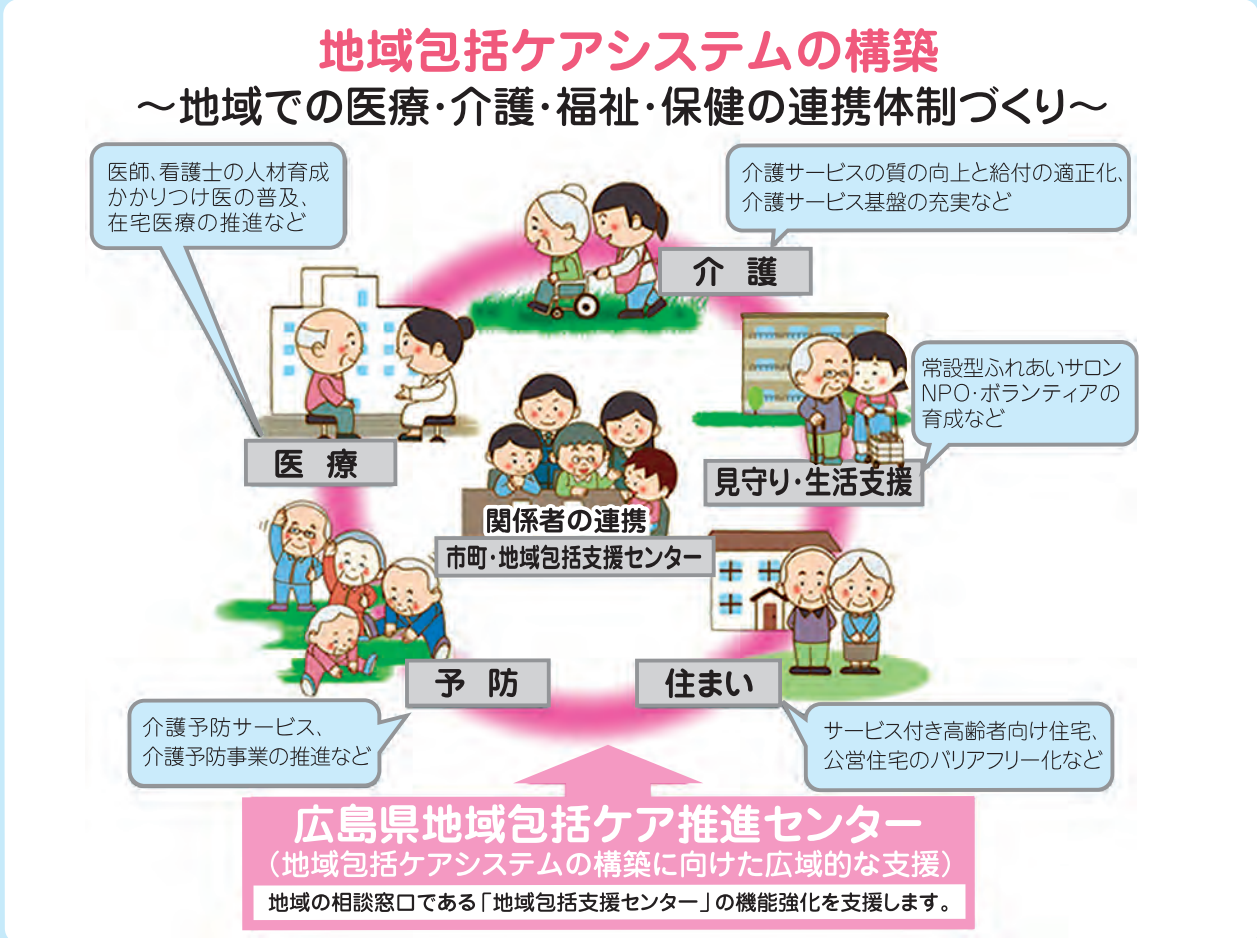 地域包括ケアシステムの構築
～地域での医療・介護・福祉・保健の連携体制づくり～
医師、看護士の人材育成
かかりつけ医の普及、
在宅医療の推進など
介護サービスの質の向上と給付の適正化、
介護サービス基盤の充実など
介護
常設型ふれあいサロン
NPO・ボランティアの
育成など
医療
見守り・生活支援
関係者の連携
市町・地域包括支援センター
予防
住まい
介護予防サービス、
介護予防事業の推進など
サービス付き高齢者向け住宅、
公営住宅のバリアフリー化など
広島県地域包括ケア推進センター
（地域包括ケアシステムの構築に向けた広域的な支援）
地域の相談窓口である「地域包括支援センター」の機能強化を支援します。